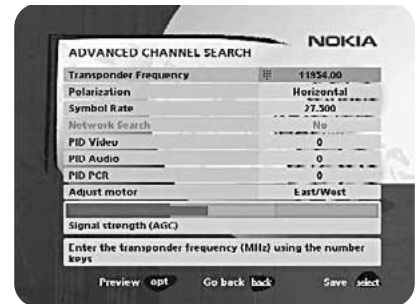 NOKIA
ADVANCED CHANNEL SEARCH
Transponder Frequency 11954.00
Polarization Horizontal
Symbol Rate 27.500
Network Search No
PID Video 0
PID Audio 0
PID PCR 0
Adjust motor East/West
Signal strength (AGC)
Enter the transponder frequency (MHz) using the number
keys
Preview opt Go back back Save select